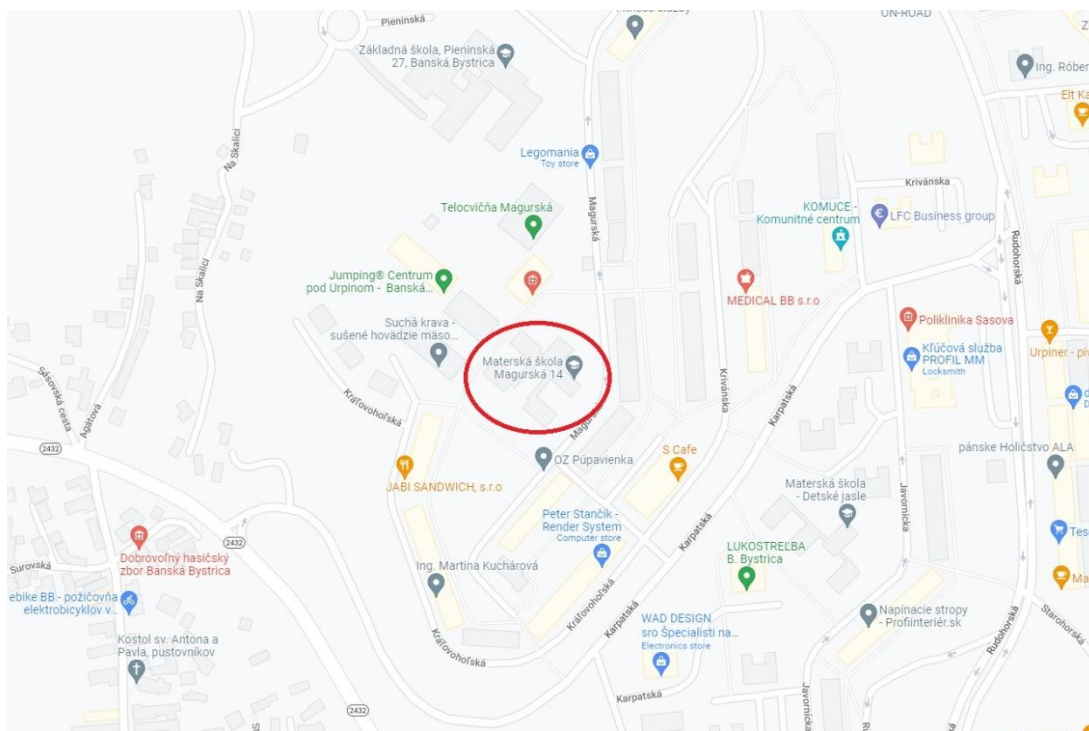 Pieninská
Fitness služby
ON-ROAD
Základná škola, Pieninská
27, Banská Bystrica
Ing. Róber
Elt Ka
Na Skalici
Legomania
Toy store
Krivánska
Telocvičňa Magurská
Magurská
KOMUCE -
Komunitné centrum
LFC Business group
Rudohorská
Jumping® Centrum
pod Urpinom - Banská...
MEDICAL BB s.r.o
Na Skalici
Suchá krava -
sušené hovädzie mäso...
Poliklinika Sasova
Kľúčová služba
PROFIL MM
Locksmith
Urpiner - piv
Materská škola
Magurská 14
Sásovská cesta
Agátová
Kráľovohoľská
Krivánska
Karpatská
Magurská
2432
OZ Púpavienka
S Cafe
pánske Holičstvo ALA
JABI SANDWICH, s.r.o
Materská škola
- Detské jasle
Javornícka
Peter Stančík -
Render System
Computer store
Karpatská
2432
Tesc
Dobrovoľný hasičský
zbor Banská Bystrica
LUKOSTREĽBA
B. Bystrica
Surovská
Ing. Martina Kuchárová
Ma
ebike BB - požičovňa
elektrobicyklov v...
Kráľovohoľská
Karpatská
Napínacie stropy
- Profiinteriér.sk
Starohorská
WAD DESIGN
sro Špecialisti na...
Electronics store
Kostol sv. Antona a
Pavla, pustovníkov
Kráľovohoľská
Rudohorská
Karpatská
Javornícka
2432